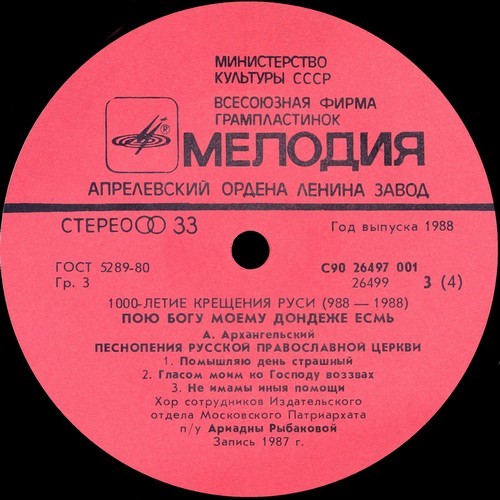 МИНИСТЕРСТВО
КУЛЬТУРЫ СССР
ВСЕСОЮЗНАЯ ФИРМА
ГРАМПЛАСТИНОК
®
МЕЛОДИЯ
АПРЕЛЕВСКИЙ ОРДЕНА ЛЕНИНА ЗАВОД
СТЕРЕО 33
Год выпуска 1988
ГОСТ 5289-80
Гр. 3
С90 26497 001
26499 3 (4)
1000-ЛЕТИЕ КРЕЩЕНИЯ РУСИ (988 — 1988)
ПОЮ БОГУ МОЕМУ ДОНДЕЖЕ ЕСМЬ
А. Архангельский
ПЕСНОПЕНИЯ РУССКОЙ ПРАВОСЛАВНОЙ ЦЕРКВИ
1. Помышляю день страшный
2. Гласом моим ко Господу воззвах
3. Не имамы иныя помощи
Хор сотрудников Издательского
отдела Московского Патриархата
п/у Ариадны Рыбаковой
Запись 1987 г.